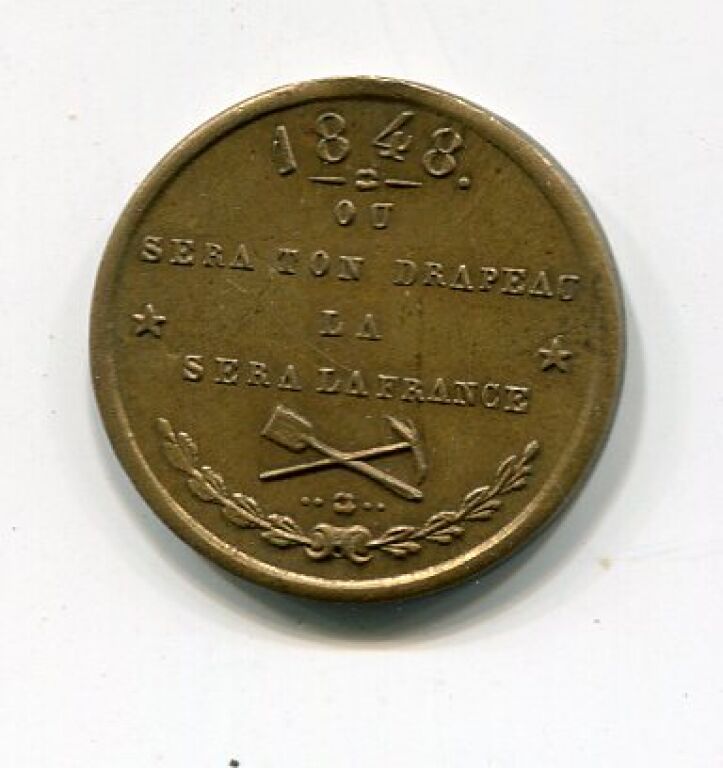 1848.
OU
SERA TON DRAPEAU
LA
SERA LA FRANCE